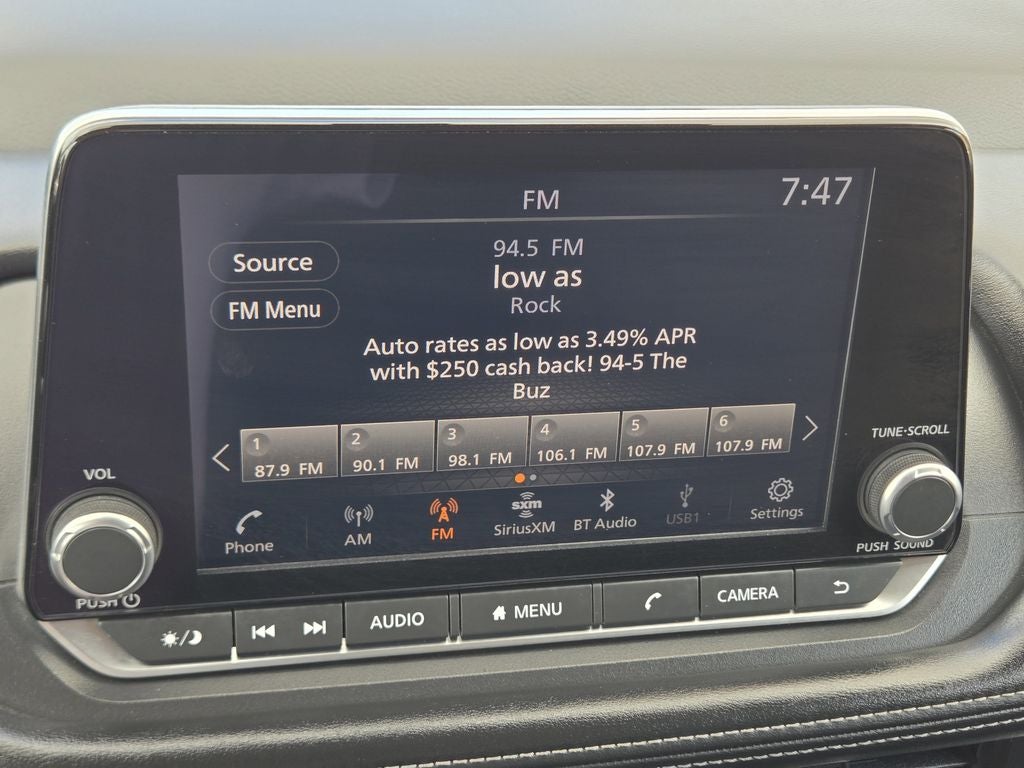 FM
7:47
Source
FM Menu
94.5 FM
low as
Rock
Auto rates as low as 3.49% APR
with $250 cash back! 94-5 The
Buz
1
87.9 FM
2
90.1 FM
3
98.1 FM
4
106.1 FM
5
107.9 FM
6
107.9 FM
Phone
AM
FM
sxm
SiriusXM
BT Audio
USB1
Settings
VOL
PUSH
TUNE·SCROLL
PUSH SOUND
AUDIO
MENU
CAMERA